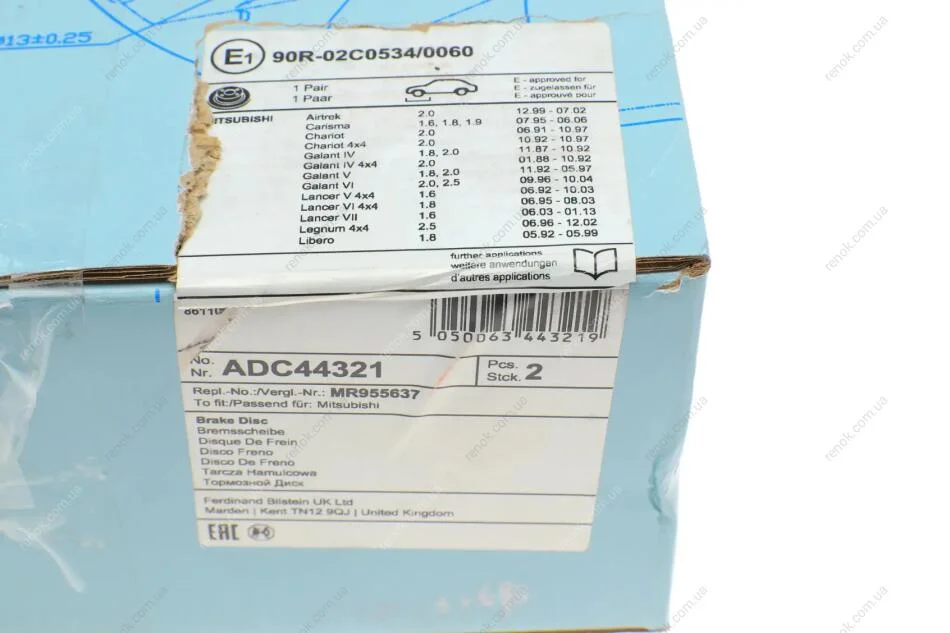 Ø13±0.25
E1 90R-02C0534/0060
1 Pair
1 Paar
E - approved for
E - zugelassen für
E - approuvé pour
ITSUBISHI
Airtrek 2.0 12.99 - 07.02
Carisma 1.6, 1.8, 1.9 07.95 - 06.06
Chariot 2.0 06.91 - 10.97
Chariot 4x4 2.0 10.92 - 10.97
Galant IV 1.8, 2.0 11.87 - 10.92
Galant IV 4x4 2.0 01.88 - 10.92
Galant V 1.8, 2.0 11.92 - 05.97
Galant VI 2.0, 2.5 09.96 - 10.04
Lancer V 4x4 1.6 06.92 - 10.03
Lancer VI 4x4 1.8 06.95 - 08.03
Lancer VII 1.6 06.03 - 01.13
Legnum 4x4 2.5 06.96 - 12.02
Libero 1.8 05.92 - 05.99
further applications
weitere anwendungen
d'autres applications
5 050063 443219
No.
Nr. ADC44321
Pcs.
Stck. 2
Repl.-No.:/Vergl.-Nr.: MR955637
To fit:/Passend für: Mitsubishi
Brake Disc
Bremsscheibe
Disque De Frein
Disco Freno
Disco De Freno
Tarcza Hamulcowa
Тормозной Диск
Ferdinand Bilstein UK Ltd
Marden | Kent TN12 9QJ | United Kingdom
EAC
renok.com.ua